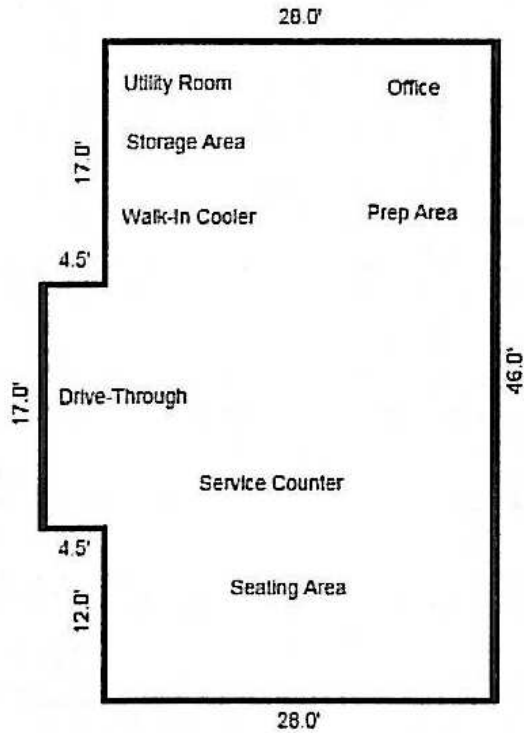 28.0'
Utility Room
Office
Storage Area
17.0'
Walk-In Cooler
Prep Area
4.5'
46.0'
17.0'
Drive-Through
Service Counter
4.5'
Seating Area
12.0'
28.0'